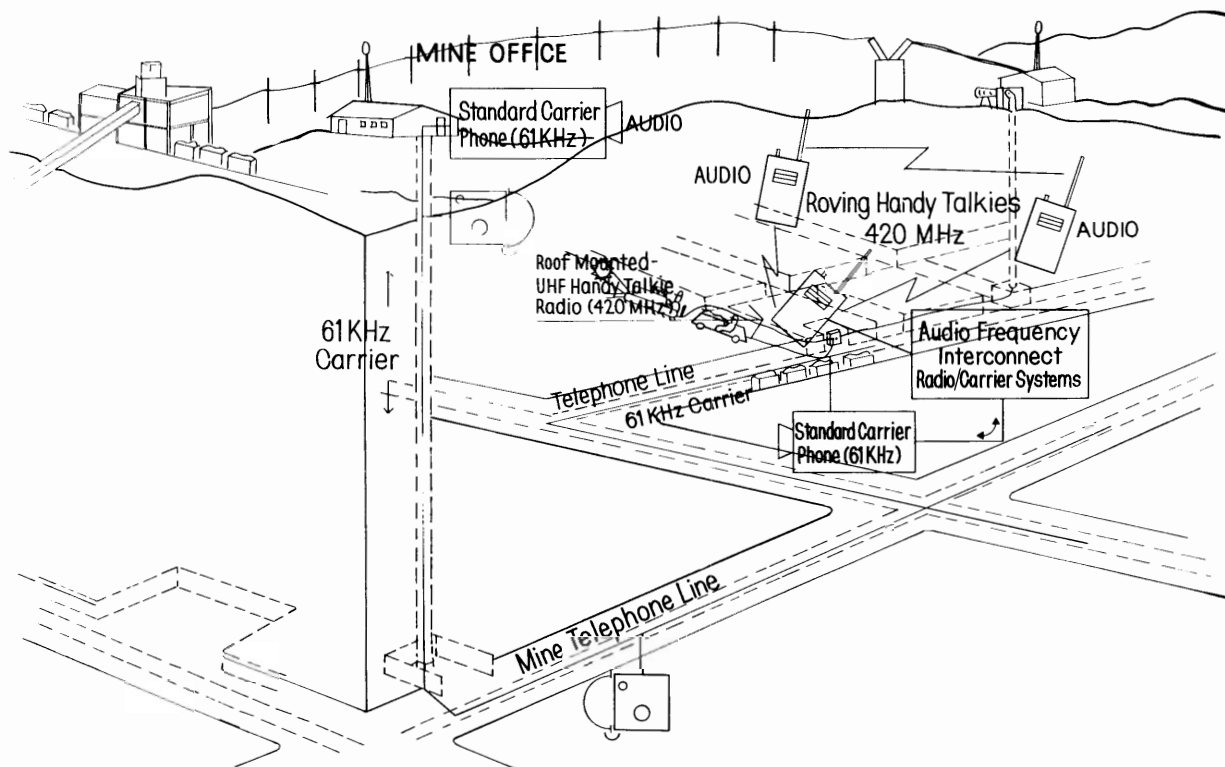 MINE OFFICE
Standard Carrier
Phone (61KHz)
AUDIO
AUDIO
Roving Handy Talkies
420 MHz
AUDIO
Roof Mounted-
UHF Handy Talkie
Radio (420 MHz)
61KHz
Carrier
Audio Frequency
Interconnect
Radio/Carrier Systems
Telephone Line
61KHz Carrier
Standard Carrier
Phone (61KHz)
Mine Telephone Line